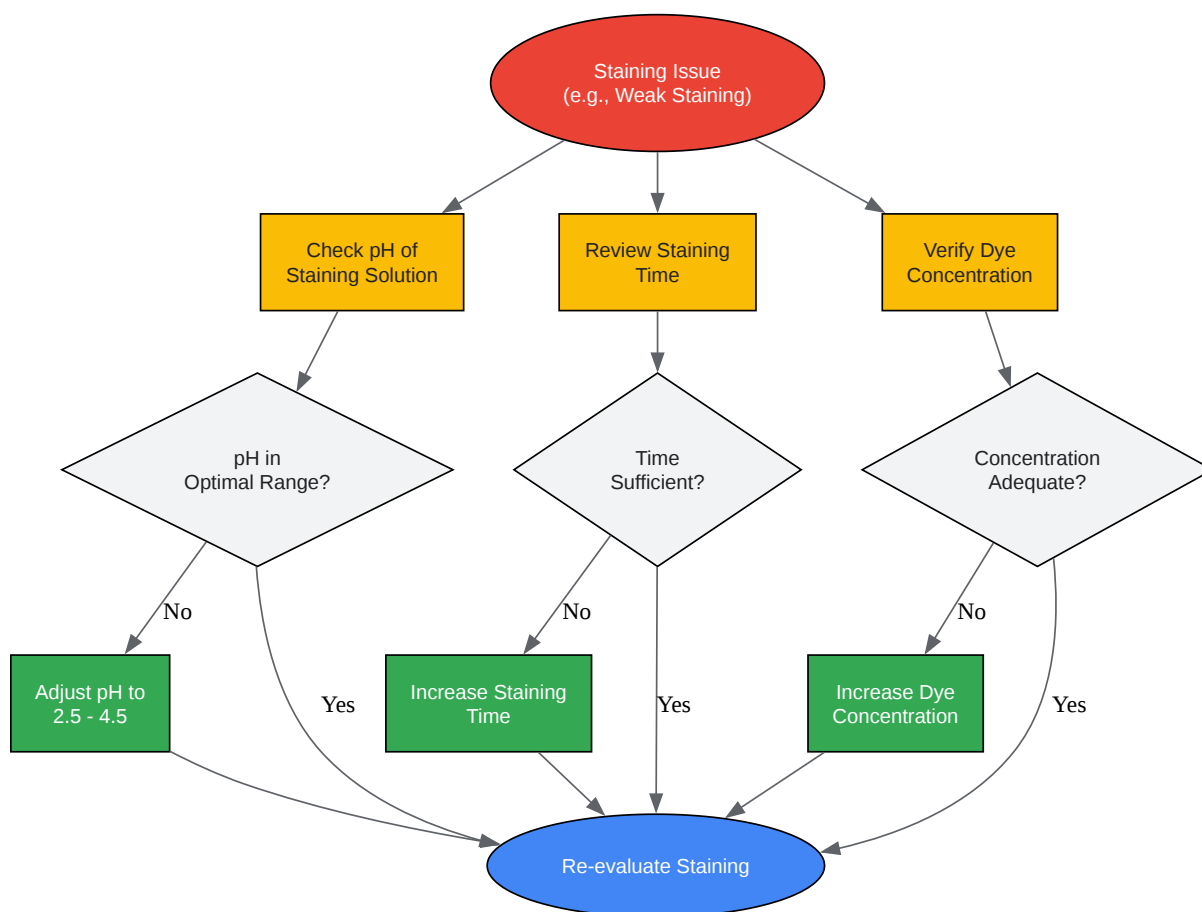 Staining Issue
(e.g., Weak Staining)
Check pH of
Staining Solution
Review Staining
Time
Verify Dye
Concentration
pH in
Optimal Range?
Time
Sufficient?
Concentration
Adequate?
No
No
No
Adjust pH to
2.5 - 4.5
Yes
Increase Staining
Time
Yes
Increase Dye
Concentration
Yes
Re-evaluate Staining